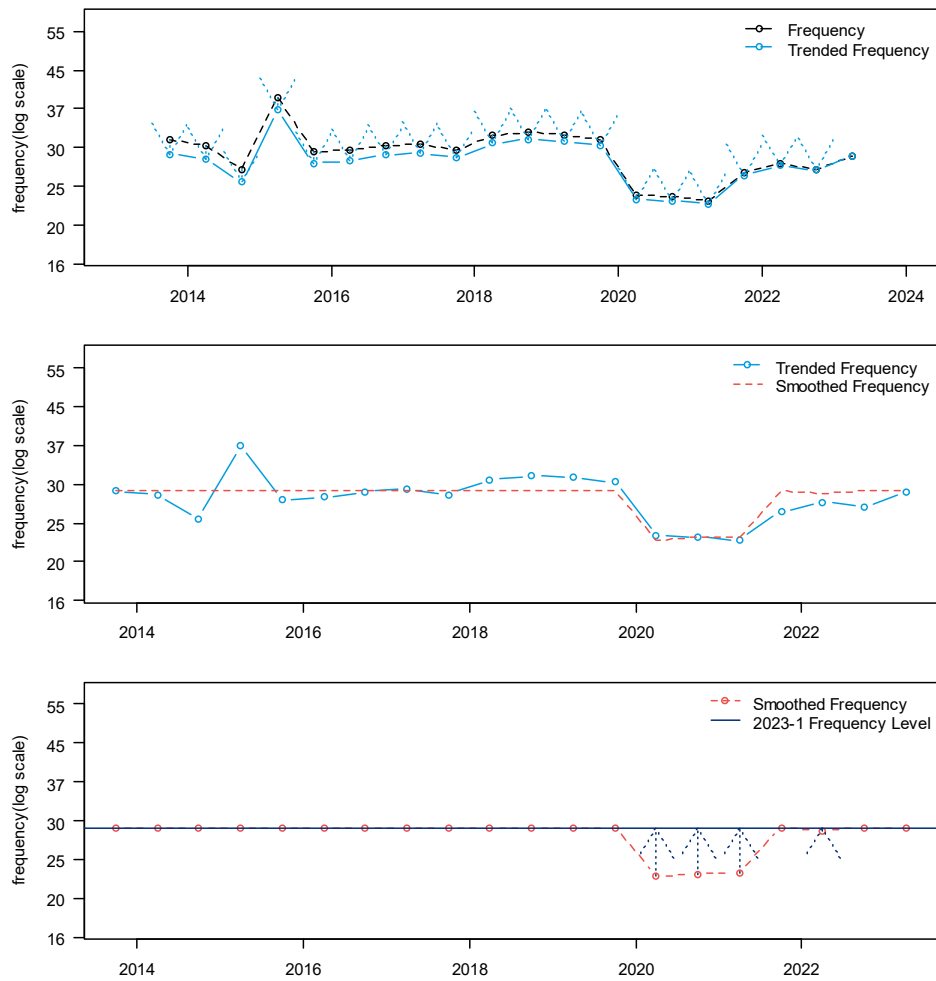 frequency(log scale)
55
45
37
30
25
20
16
Frequency
Trended Frequency
2014 2016 2018 2020 2022 2024
frequency(log scale)
55
45
37
30
25
20
16
Trended Frequency
Smoothed Frequency
2014 2016 2018 2020 2022
frequency(log scale)
55
45
37
30
25
20
16
Smoothed Frequency
2023-1 Frequency Level
2014 2016 2018 2020 2022